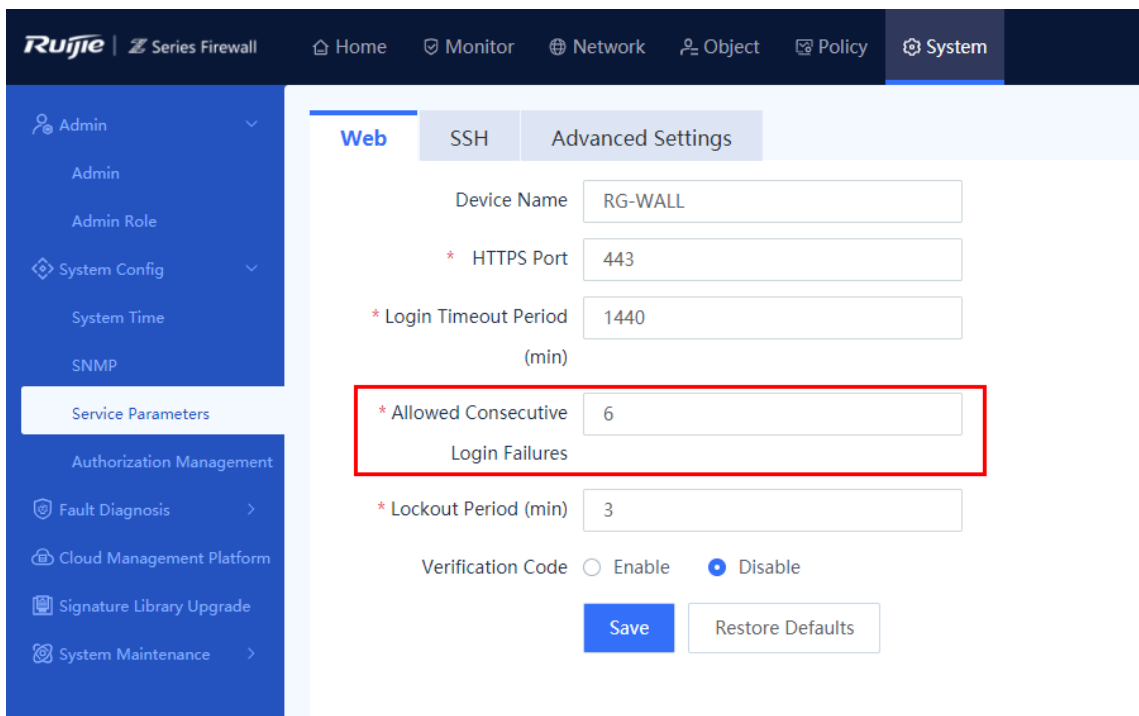 Ruijie | Z Series Firewall Home Monitor Network Object Policy System
Admin
Admin
Admin Role
System Config
System Time
SNMP
Service Parameters
Authorization Management
Fault Diagnosis
Cloud Management Platform
Signature Library Upgrade
System Maintenance
Web SSH Advanced Settings
Device Name RG-WALL
* HTTPS Port 443
* Login Timeout Period 1440
(min)
* Allowed Consecutive 6
Login Failures
* Lockout Period (min) 3
Verification Code Enable Disable
Save Restore Defaults